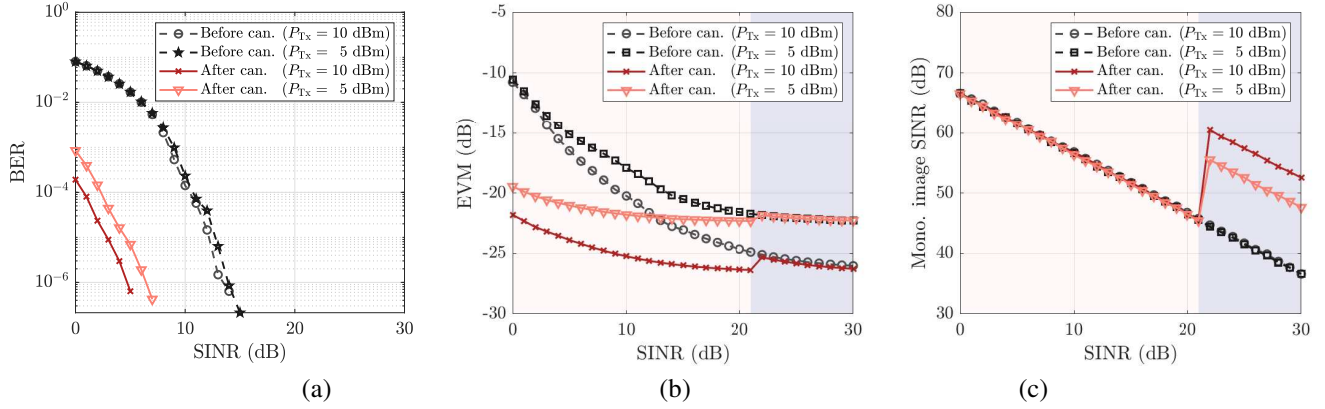 10^0
10^-2
10^-4
10^-6
0 10 20 30
BER
SINR (dB)
Before can. (P_Tx = 10 dBm)
Before can. (P_Tx = 5 dBm)
After can. (P_Tx = 10 dBm)
After can. (P_Tx = 5 dBm)
(a)
-5
-10
-15
-20
-25
-30
0 10 20 30
EVM (dB)
SINR (dB)
Before can. (P_Tx = 10 dBm)
Before can. (P_Tx = 5 dBm)
After can. (P_Tx = 10 dBm)
After can. (P_Tx = 5 dBm)
(b)
80
70
60
50
40
30
0 10 20 30
Mono. image SINR (dB)
SINR (dB)
Before can. (P_Tx = 10 dBm)
Before can. (P_Tx = 5 dBm)
After can. (P_Tx = 10 dBm)
After can. (P_Tx = 5 dBm)
(c)